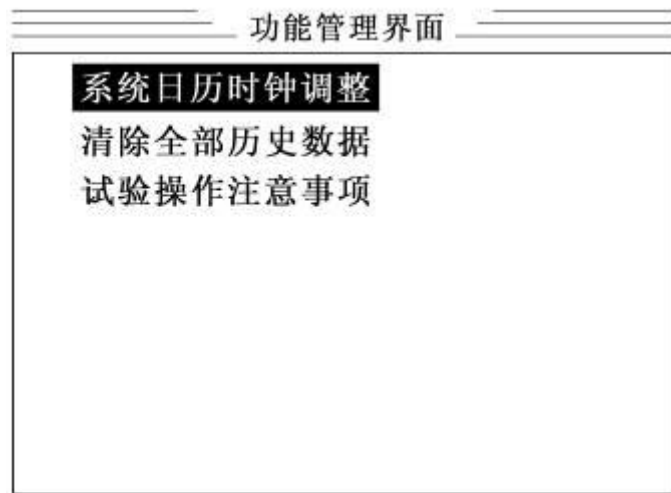 功能管理界面
系统日历时钟调整
清除全部历史数据
试验操作注意事项